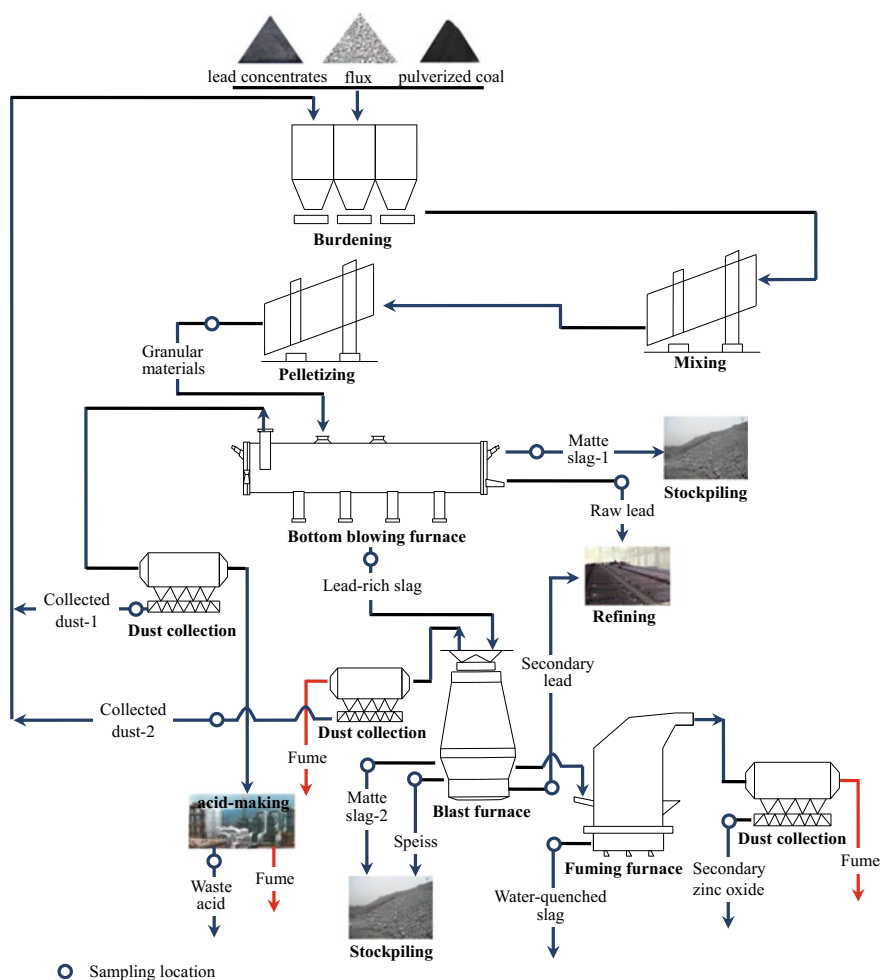 lead concentrates
flux
pulverized coal
Burdening
Mixing
Pelletizing
Granular
materials
Matte
slag-1
Stockpiling
Raw lead
Bottom blowing furnace
Lead-rich slag
Refining
Collected
dust-1
Dust collection
Secondary
lead
Collected
dust-2
Dust collection
Fume
acid-making
Matte
slag-2
Blast furnace
Speiss
Dust collection
Fuming furnace
Waste
acid
Fume
Water-quenched
slag
Secondary
zinc oxide
Fume
Stockpiling
Sampling location